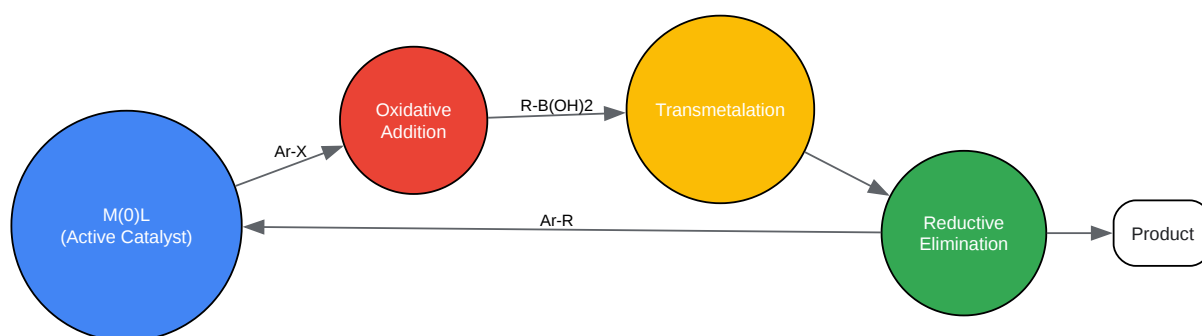 M(0)L
(Active Catalyst)
Ar-X
Oxidative
Addition
R-B(OH)2
Transmetalation
Ar-R
Reductive
Elimination
Product